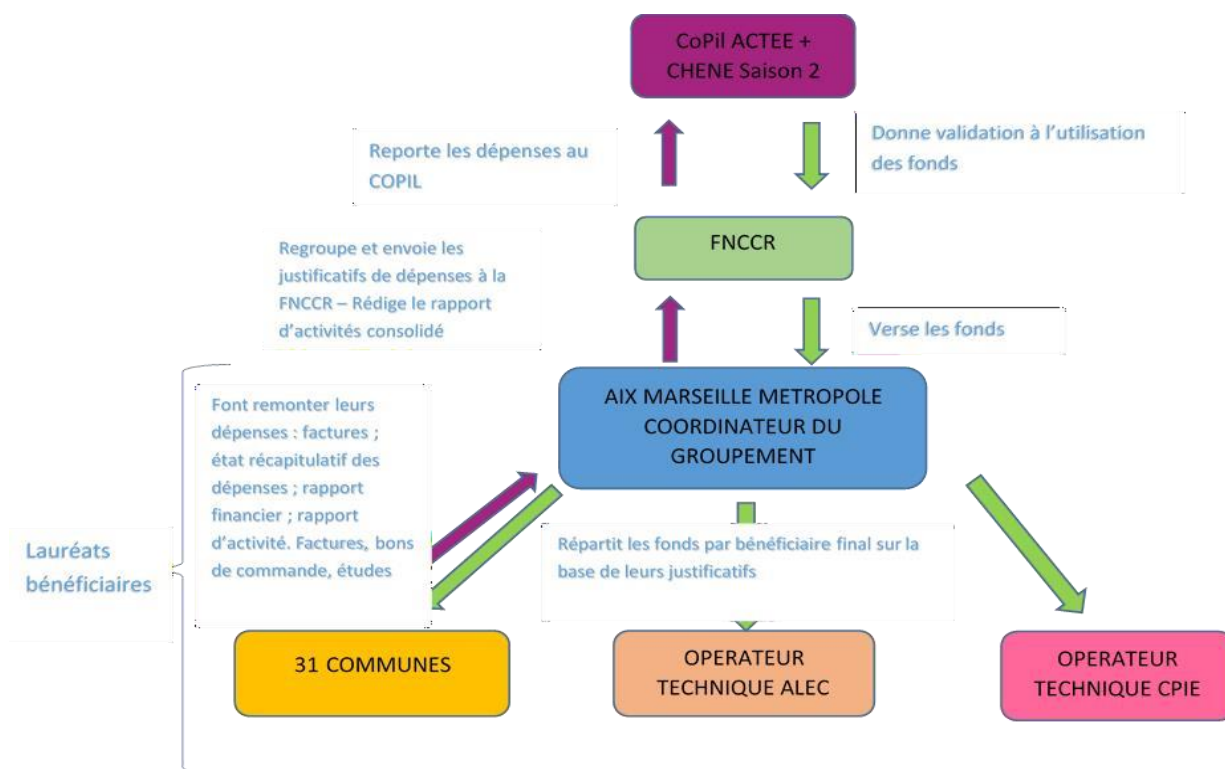 CoPil ACTEE +
CHENE Saison 2
Reporte les dépenses au
COPIL
Donne validation à l'utilisation
des fonds
FNCCR
Regroupe et envoie les
justificatifs de dépenses à la
FNCCR – Rédige le rapport
d'activités consolidé
Verse les fonds
AIX MARSEILLE METROPOLE
COORDINATEUR DU
GROUPEMENT
Font remonter leurs
dépenses : factures ;
état récapitulatif des
dépenses ; rapport
financier ; rapport
d'activité. Factures, bons
de commande, études
Lauréats
bénéficiaires
Répartit les fonds par bénéficiaire final sur la
base de leurs justificatifs
31 COMMUNES
OPERATEUR
TECHNIQUE ALEC
OPERATEUR
TECHNIQUE CPIE